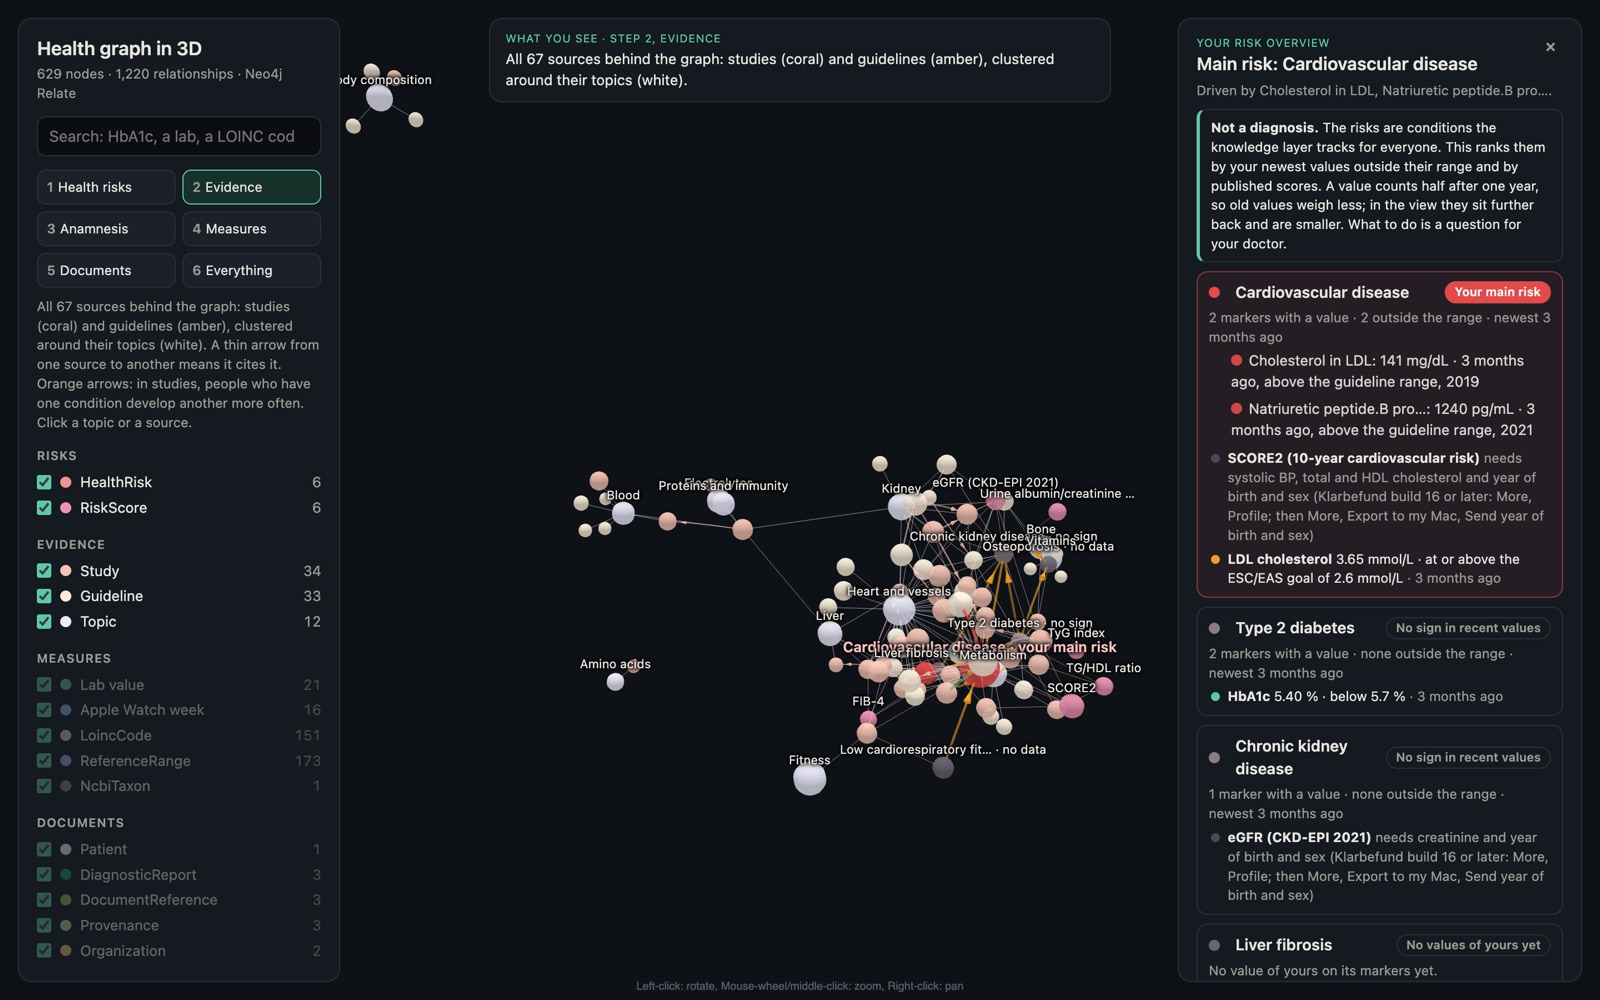 Health graph in 3D
629 nodes · 1,220 relationships · Neo4j
Relate
Search: HbA1c, a lab, a LOINC cod
1 Health risks
2 Evidence
3 Anamnesis
4 Measures
5 Documents
6 Everything
All 67 sources behind the graph: studies
(coral) and guidelines (amber), clustered
around their topics (white). A thin arrow from
one source to another means it cites it.
Orange arrows: in studies, people who have
one condition develop another more often.
Click a topic or a source.
RISKS
HealthRisk 6
RiskScore 6
EVIDENCE
Study 34
Guideline 33
Topic 12
MEASURES
Lab value 21
Apple Watch week 16
LoincCode 151
ReferenceRange 173
NcbiTaxon 1
DOCUMENTS
Patient 1
DiagnosticReport 3
DocumentReference 3
Provenance 3
Organization 2
WHAT YOU SEE · STEP 2, EVIDENCE
All 67 sources behind the graph: studies (coral) and guidelines (amber), clustered
around their topics (white).
ody composition
Blood
Proteins and Immunity
Kidney
eGFR (CKD-EPI 2021)
Urine albumin/creatinine ...
Bone
Vitamins
Chronic kidney disea no sign
Osteoporosis · no data
Heart and vessels
Liver
Type 2 diabetes · no sign
TyG index
Cardiovascular disease · your main risk
Liver fibrosis
Metabolism
Amino acids
TG/HDL ratio
SCORE2
FIB-4
Low cardiorespiratory fit... · no data
Fitness
Left-click: rotate, Mouse-wheel/middle-click: zoom, Right-click: pan
YOUR RISK OVERVIEW
×
Main risk: Cardiovascular disease
Driven by Cholesterol in LDL, Natriuretic peptide.B pro....
Not a diagnosis. The risks are conditions the
knowledge layer tracks for everyone. This ranks them
by your newest values outside their range and by
published scores. A value counts half after one year,
so old values weigh less; in the view they sit further
back and are smaller. What to do is a question for
your doctor.
Cardiovascular disease
Your main risk
2 markers with a value · 2 outside the range · newest 3
months ago
Cholesterol in LDL: 141 mg/dL · 3 months
ago, above the guideline range, 2019
Natriuretic peptide.B pro...: 1240 pg/mL · 3
months ago, above the guideline range, 2021
SCORE2 (10-year cardiovascular risk) needs
systolic BP, total and HDL cholesterol and year of
birth and sex (Klarbefund build 16 or later: More,
Profile; then More, Export to my Mac, Send year of
birth and sex)
LDL cholesterol 3.65 mmol/L · at or above the
ESC/EAS goal of 2.6 mmol/L · 3 months ago
Type 2 diabetes
No sign in recent values
2 markers with a value · none outside the range ·
newest 3 months ago
HbA1c 5.40 % · below 5.7 % · 3 months ago
Chronic kidney
disease
No sign in recent values
1 marker with a value · none outside the range ·
newest 3 months ago
eGFR (CKD-EPI 2021) needs creatinine and year
of birth and sex (Klarbefund build 16 or later: More,
Profile; then More, Export to my Mac, Send year of
birth and sex)
Liver fibrosis
No values of yours yet
No value of yours on its markers yet.